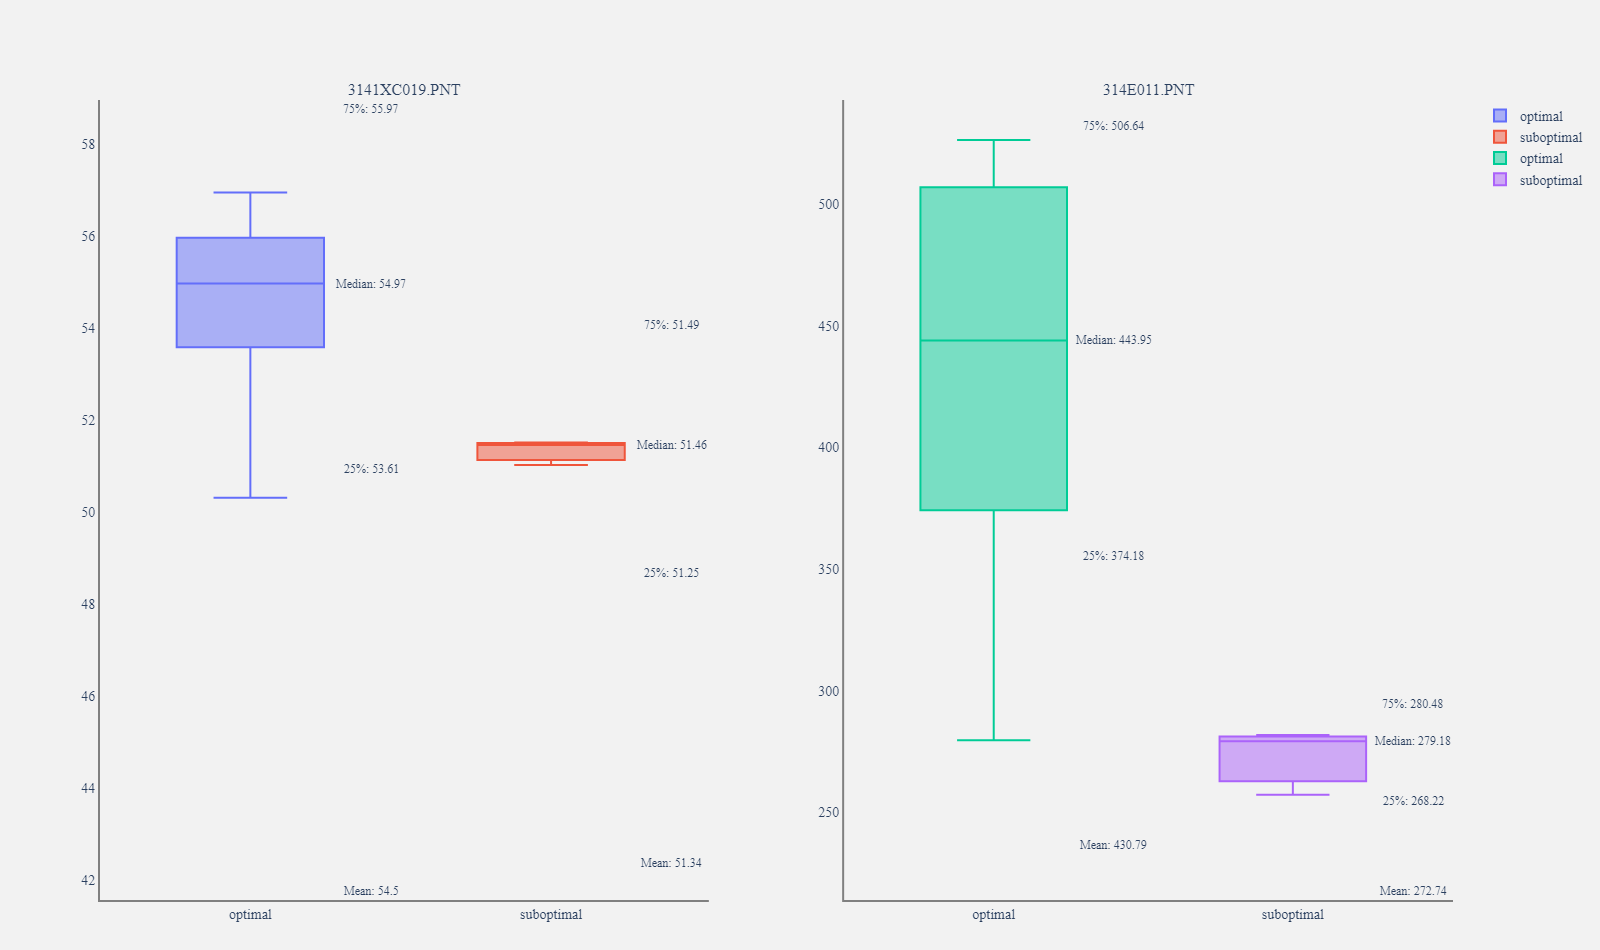 3141XC019.PNT
75%: 55.97
58
56
Median: 54.97
54
75%: 51.49
52
Median: 51.46
25%: 53.61
50
25%: 51.25
48
46
44
Mean: 51.34
42
Mean: 54.5
optimal
suboptimal
314E011.PNT
75%: 506.64
500
450
Median: 443.95
400
25%: 374.18
350
300
75%: 280.48
Median: 279.18
25%: 268.22
250
Mean: 430.79
Mean: 272.74
optimal
suboptimal
optimal
suboptimal
optimal
suboptimal